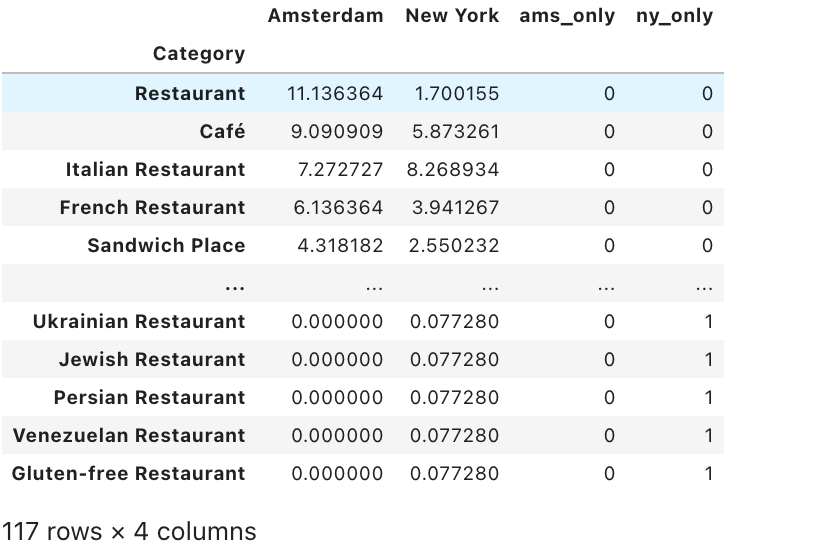 Amsterdam New York ams_only ny_only
Category
Restaurant 11.136364 1.700155 0 0
Café 9.090909 5.873261 0 0
Italian Restaurant 7.272727 8.268934 0 0
French Restaurant 6.136364 3.941267 0 0
Sandwich Place 4.318182 2.550232 0 0
... ... ... ... ...
Ukrainian Restaurant 0.000000 0.077280 0 1
Jewish Restaurant 0.000000 0.077280 0 1
Persian Restaurant 0.000000 0.077280 0 1
Venezuelan Restaurant 0.000000 0.077280 0 1
Gluten-free Restaurant 0.000000 0.077280 0 1
117 rows × 4 columns